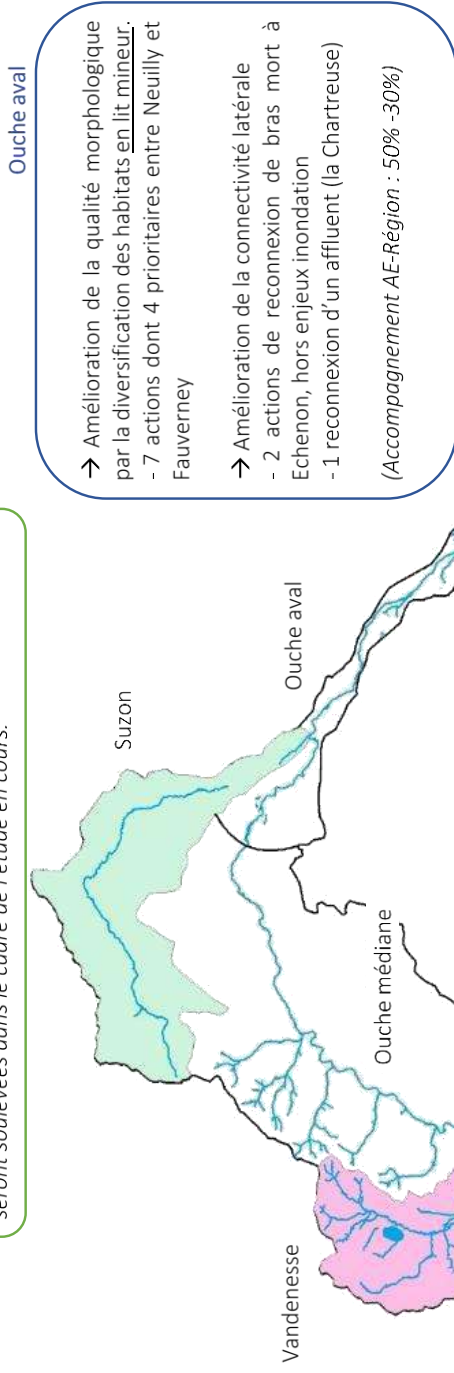 seront soulevées dans le cadre de l'étude en cours.
Ouche aval
→ Amélioration de la qualité morphologique
par la diversification des habitats en lit mineur.
- 7 actions dont 4 prioritaires entre Neuilly et
Fauverney
→ Amélioration de la connectivité latérale
- 2 actions de reconnexion de bras mort à
Echenon, hors enjeux inondation
- 1 reconnexion d'un affluent (la Chartreuse)
(Accompagnement AE-Région : 50% -30%)
Suzon
Ouche aval
Ouche médiane
Vandenesse